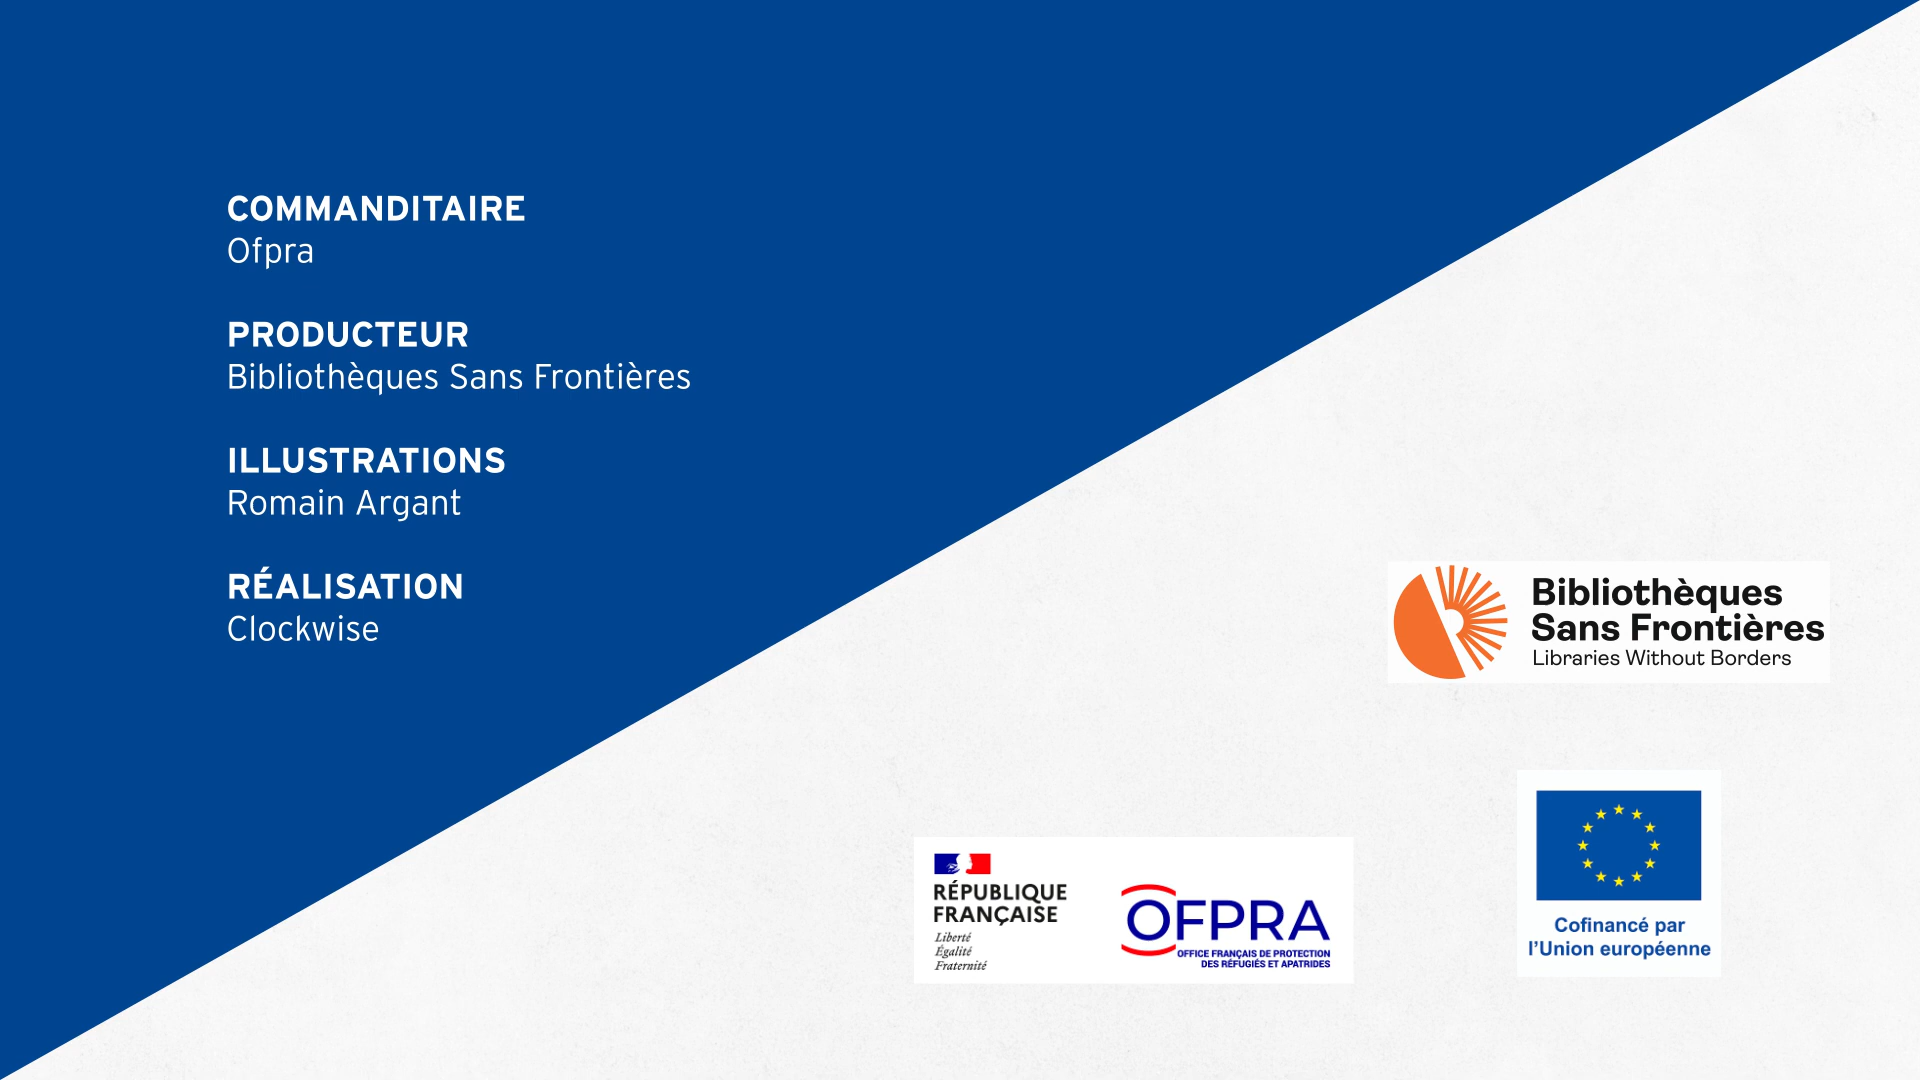 COMMANDITAIRE
Ofpra
PRODUCTEUR
Bibliothèques Sans Frontières
ILLUSTRATIONS
Romain Argant
RÉALISATION
Clockwise
Bibliothèques
Sans Frontières
Libraries Without Borders
RÉPUBLIQUE
FRANÇAISE
Liberté
Égalité
Fraternité
OFPRA
OFFICE FRANÇAIS DE PROTECTION
DES RÉFUGIÉS ET APATRIDES
Cofinancé par
l’Union européenne